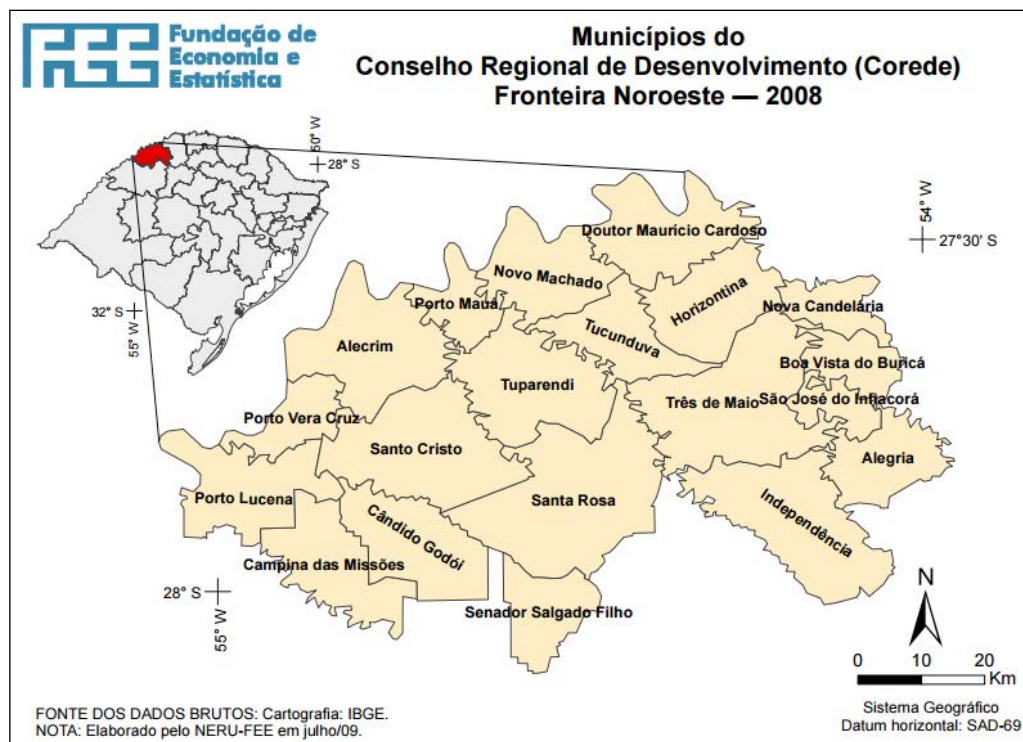 FEE
Fundação de
Economia e
Estatística
Municípios do
Conselho Regional de Desenvolvimento (Corede)
Fronteira Noroeste — 2008
50° W
28° S
32° S
55° W
54° W
27°30' S
Doutor Maurício Cardoso
Novo Machado
Porto Mauá
Horizontina
Nova Candelária
Tucunduva
Alecrim
Boa Vista do Buricá
Tuparendi
Três de Maio
São José do Inhacorá
Porto Vera Cruz
Santo Cristo
Alegria
Porto Lucena
Santa Rosa
Independência
Cândido Godói
Campina das Missões
Senador Salgado Filho
28° S
55° W
N
0 10 20
Km
Sistema Geográfico
Datum horizontal: SAD-69
FONTE DOS DADOS BRUTOS: Cartografia: IBGE.
NOTA: Elaborado pelo NERU-FEE em julho/09.